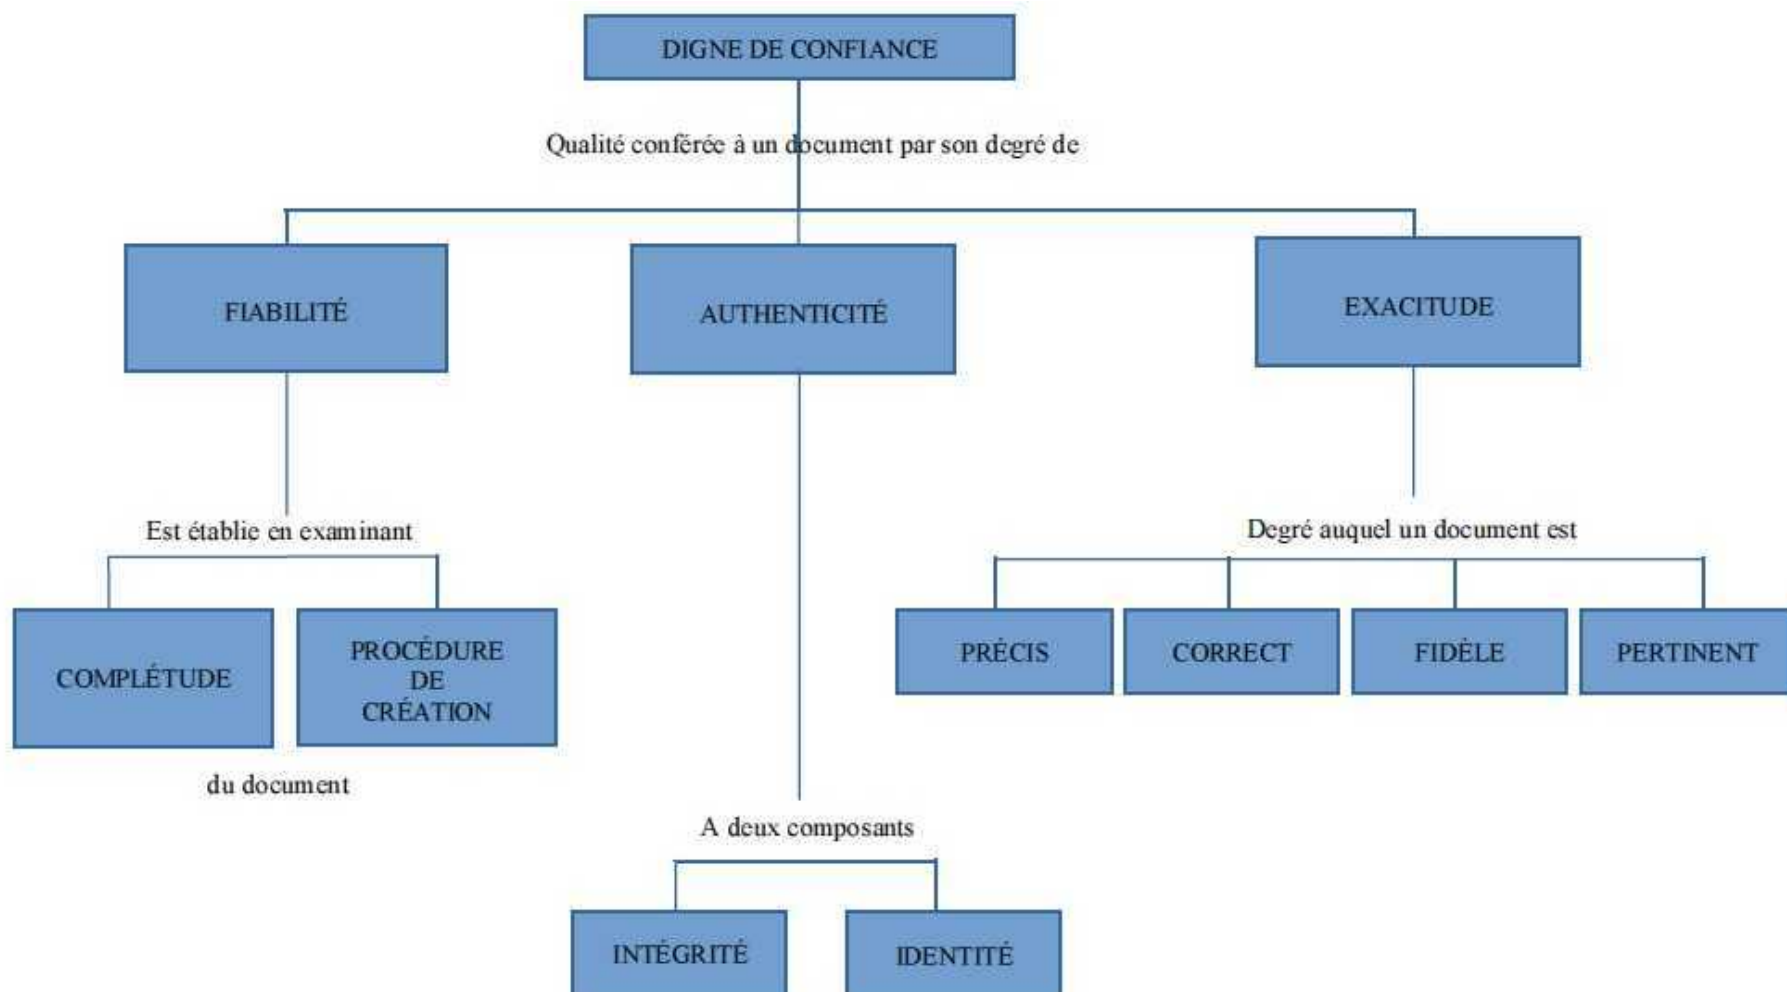 DIGNE DE CONFIANCE
Qualité conférée à un document par son degré de
FIABILITÉ
AUTHENTICITÉ
EXACITUDE
Est établie en examinant
Degré auquel un document est
COMPLÉTUDE
PROCÉDURE
DE
CRÉATION
PRÉCIS
CORRECT
FIDÈLE
PERTINENT
du document
A deux composants
INTÉGRITÉ
IDENTITÉ